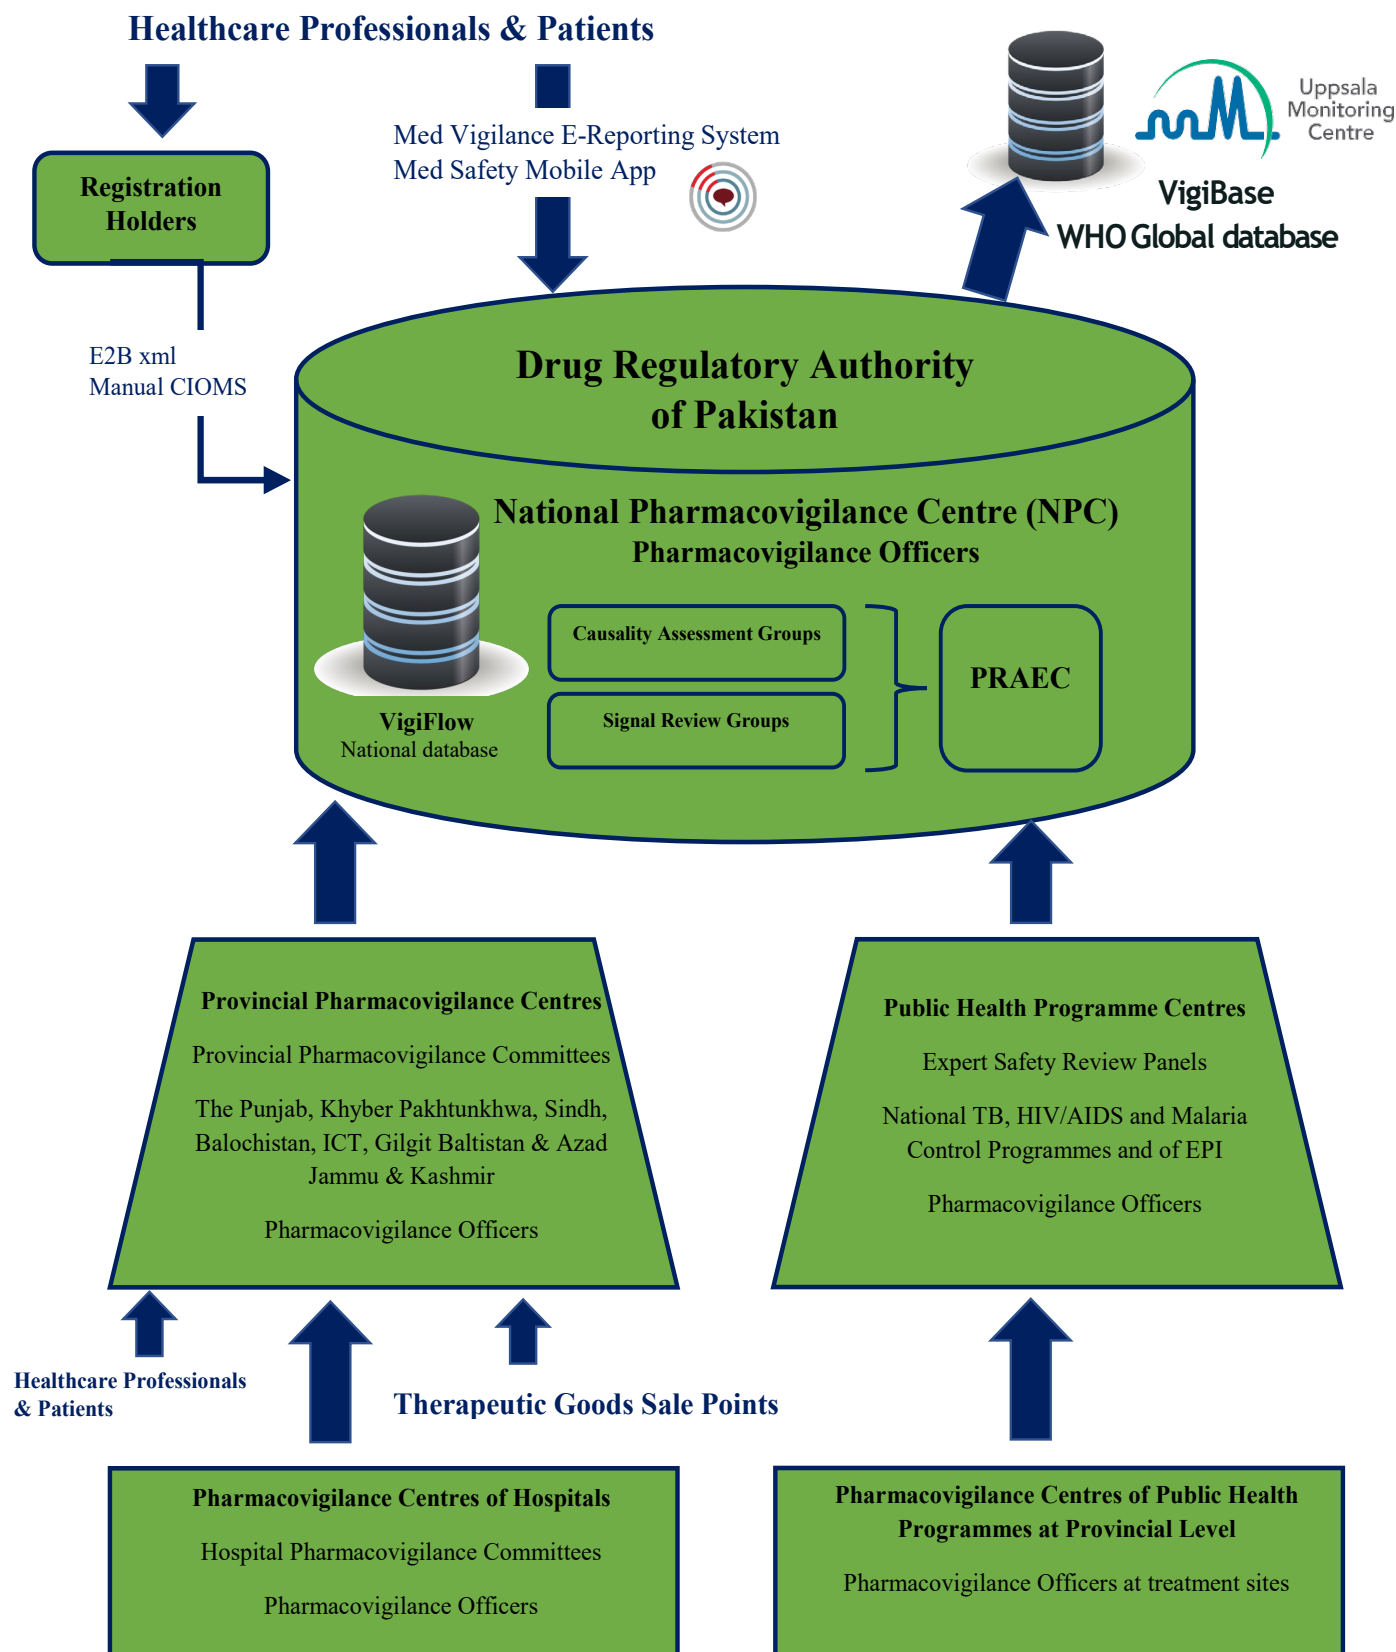 Healthcare Professionals & Patients
Uppsala
Monitoring
Centre
Med Vigilance E-Reporting System
Med Safety Mobile App
VigiBase
WHO Global database
Registration
Holders
E2B xml
Manual CIOMS
Drug Regulatory Authority
of Pakistan
National Pharmacovigilance Centre (NPC)
Pharmacovigilance Officers
Causality Assessment Groups
PRAEC
Signal Review Groups
VigiFlow
National database
Provincial Pharmacovigilance Centres
Provincial Pharmacovigilance Committees
The Punjab, Khyber Pakhtunkhwa, Sindh,
Balochistan, ICT, Gilgit Baltistan & Azad
Jammu & Kashmir
Pharmacovigilance Officers
Public Health Programme Centres
Expert Safety Review Panels
National TB, HIV/AIDS and Malaria
Control Programmes and of EPI
Pharmacovigilance Officers
Healthcare Professionals
& Patients
Therapeutic Goods Sale Points
Pharmacovigilance Centres of Hospitals
Hospital Pharmacovigilance Committees
Pharmacovigilance Officers
Pharmacovigilance Centres of Public Health
Programmes at Provincial Level
Pharmacovigilance Officers at treatment sites